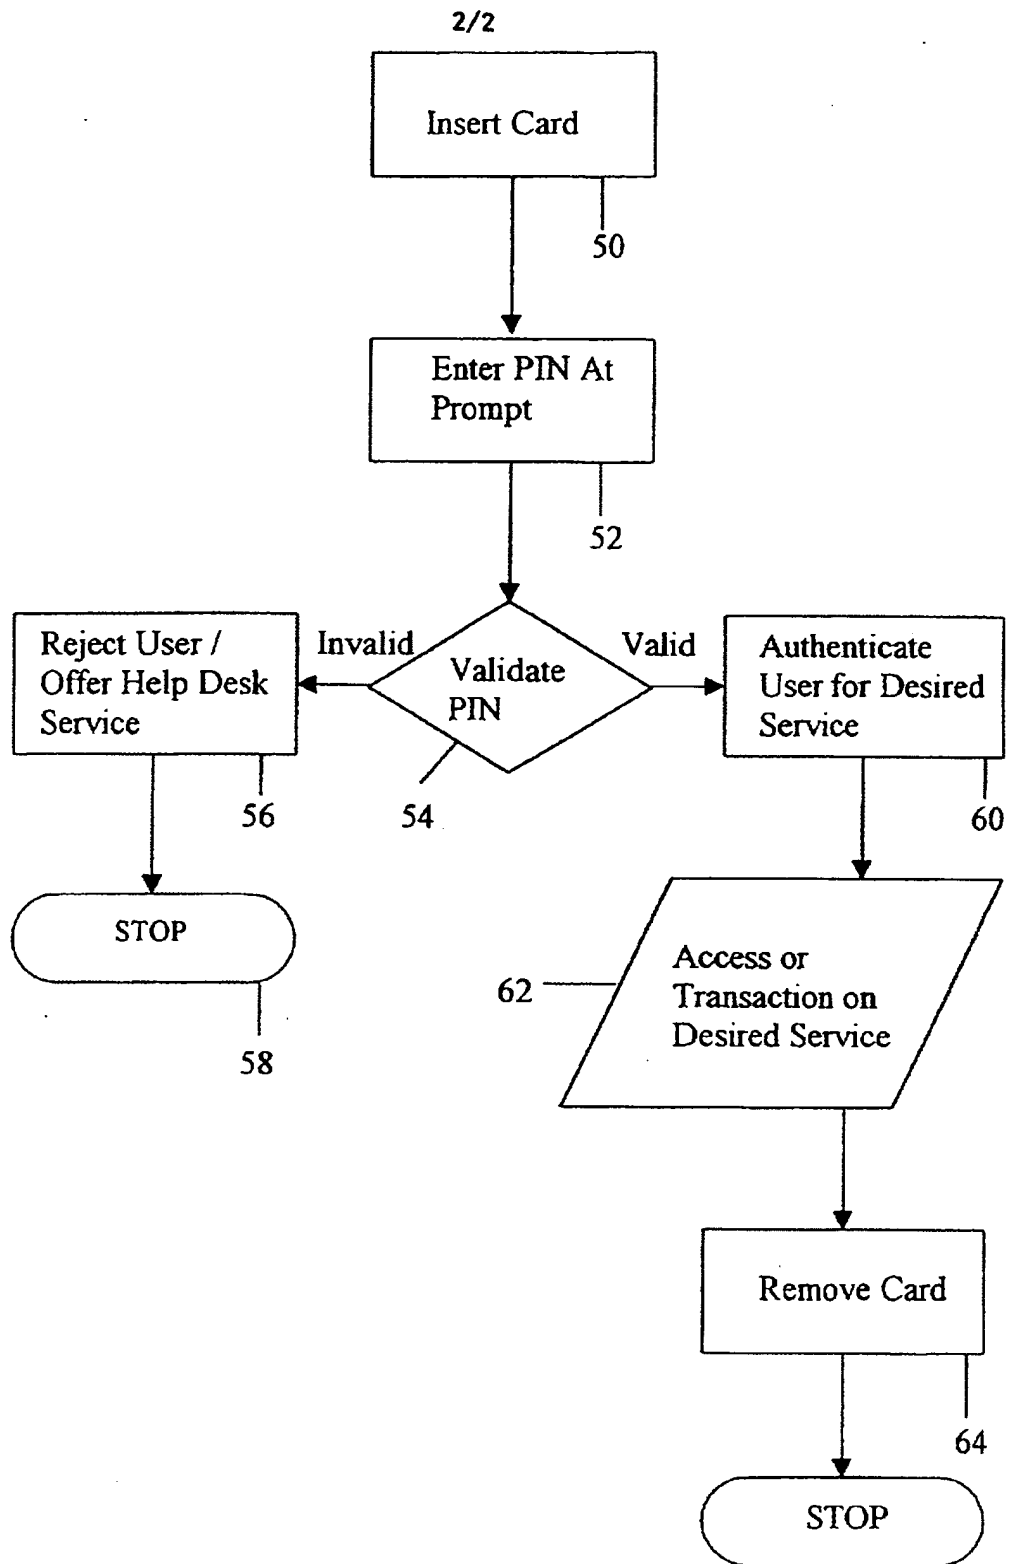 2/2
Insert Card
50
Enter PIN At
Prompt
52
Invalid
Valid
Validate
PIN
54
Reject User /
Offer Help Desk
Service
56
Authenticate
User for Desired
Service
60
STOP
58
62
Access or
Transaction on
Desired Service
Remove Card
64
STOP